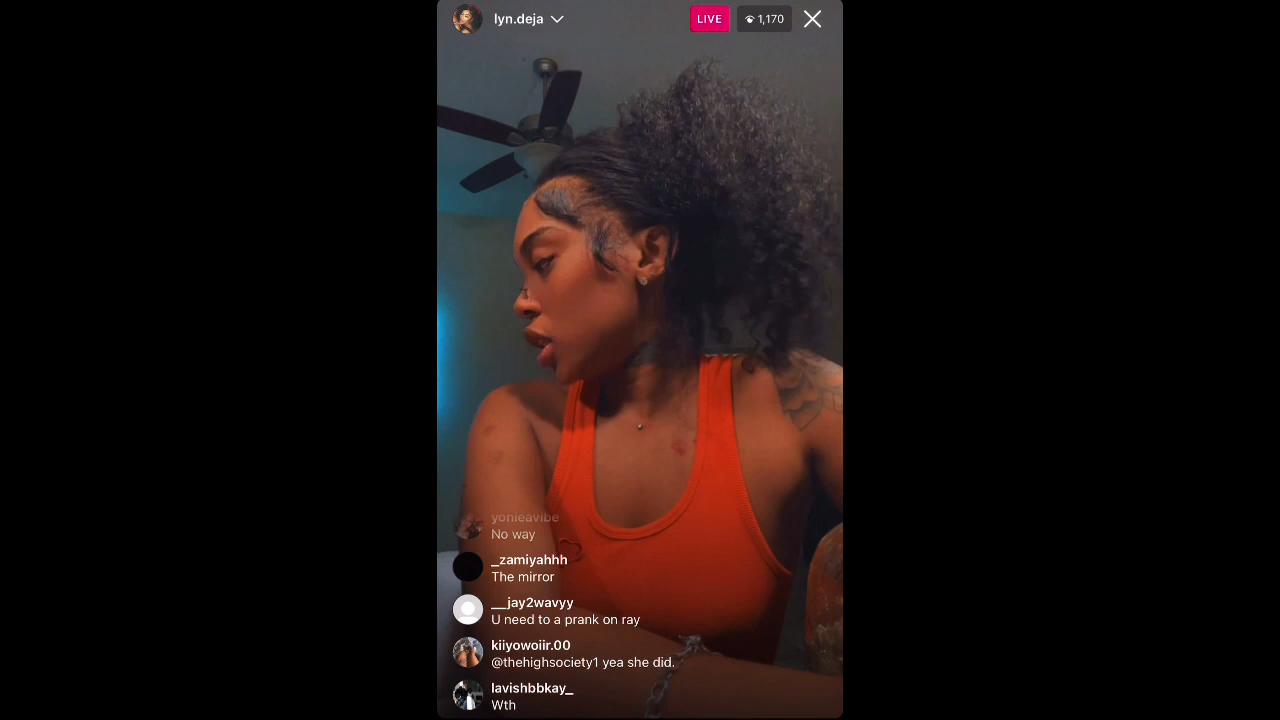 lyn.deja
LIVE
1,170
yonieavibe
No way
_zamiyahhh
The mirror
__jay2wavyy
U need to a prank on ray
kiiyowoiir.00
@thehighsociety1 yea she did.
lavishbbkay_
Wth